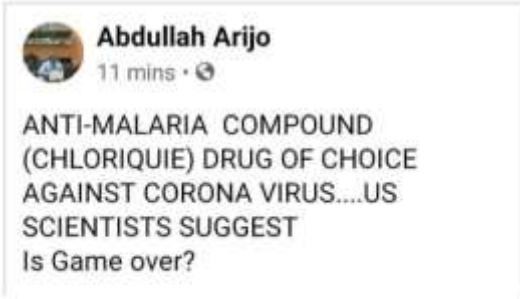 Abdullah Arijo
11 mins •
ANTI-MALARIA COMPOUND
(CHLORIQUIE) DRUG OF CHOICE
AGAINST CORONA VIRUS....US
SCIENTISTS SUGGEST
Is Game over?